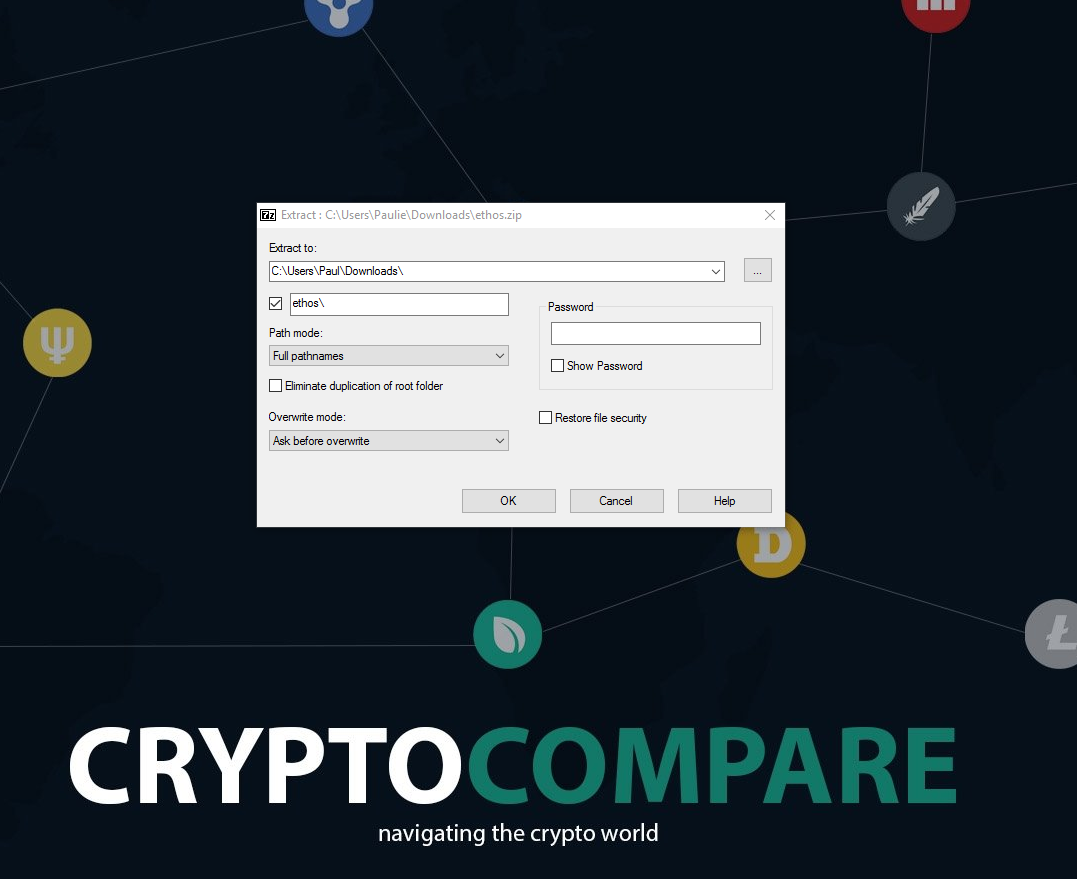 7z Extract : C:\Users\Paulie\Downloads\ethos.zip
Extract to:
C:\Users\Paul\Downloads\
...
ethos\
Password
Path mode:
Full pathnames
Show Password
Eliminate duplication of root folder
Overwrite mode:
Restore file security
Ask before overwrite
OK Cancel Help
D
Ł
CRYPTOCOMPARE
navigating the crypto world